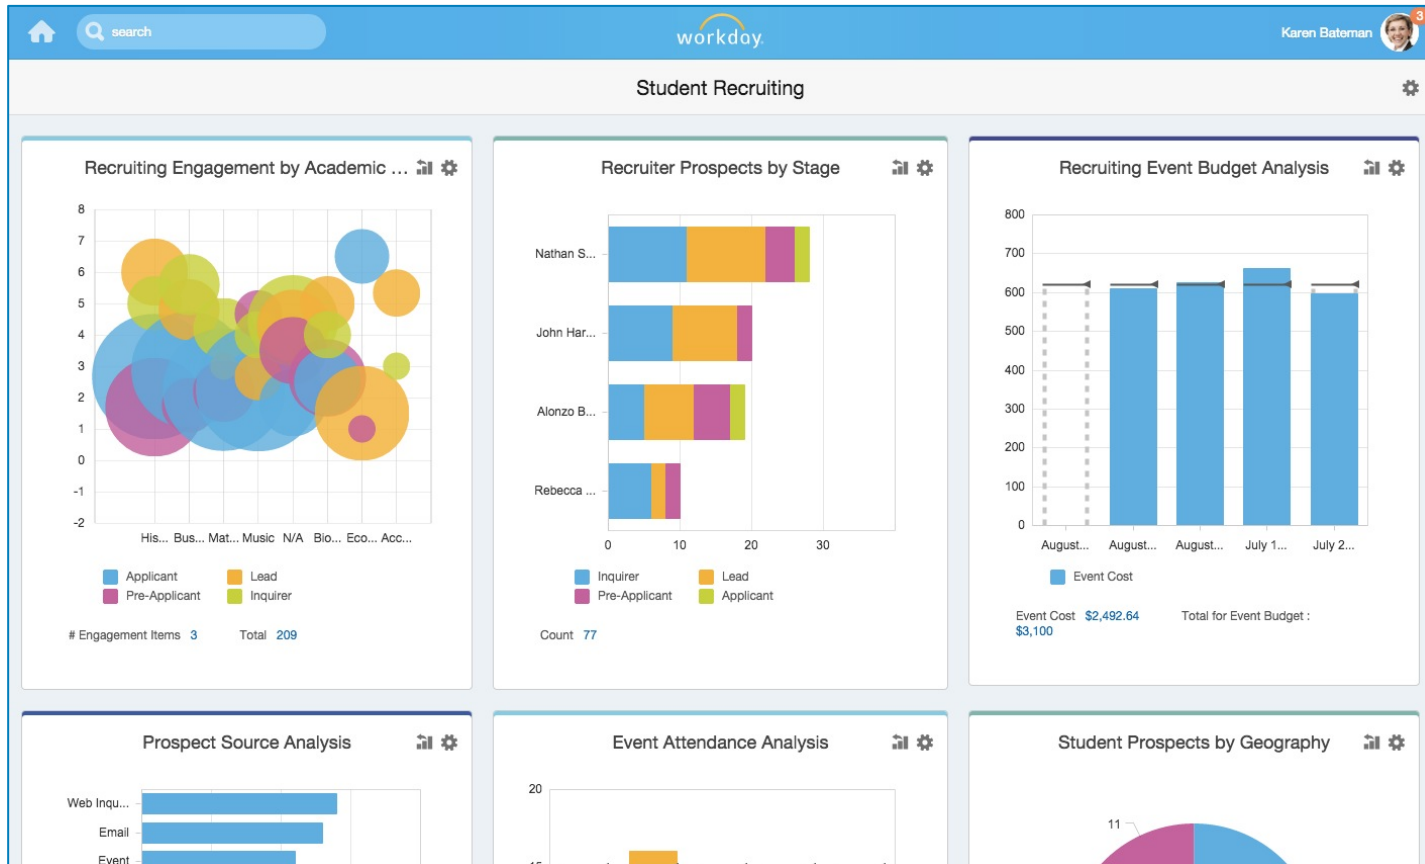 search
workday.
Karen Bateman
3
Student Recruiting
Recruiting Engagement by Academic ...
8
7
6
5
4
3
2
1
0
-1
-2
His... Bus... Mat... Music N/A Bio... Eco... Acc...
Applicant Lead
Pre-Applicant Inquirer
# Engagement Items 3 Total 209
Recruiter Prospects by Stage
Nathan S...
John Har...
Alonzo B...
Rebecca ...
0 10 20 30
Inquirer Lead
Pre-Applicant Applicant
Count 77
Recruiting Event Budget Analysis
800
700
600
500
400
300
200
100
0
August... August... August... July 1... July 2...
Event Cost
Event Cost $2,492.64 Total for Event Budget :
$3,100
Prospect Source Analysis
Web Inqu...
Email
Event
Event Attendance Analysis
20
15
Student Prospects by Geography
11